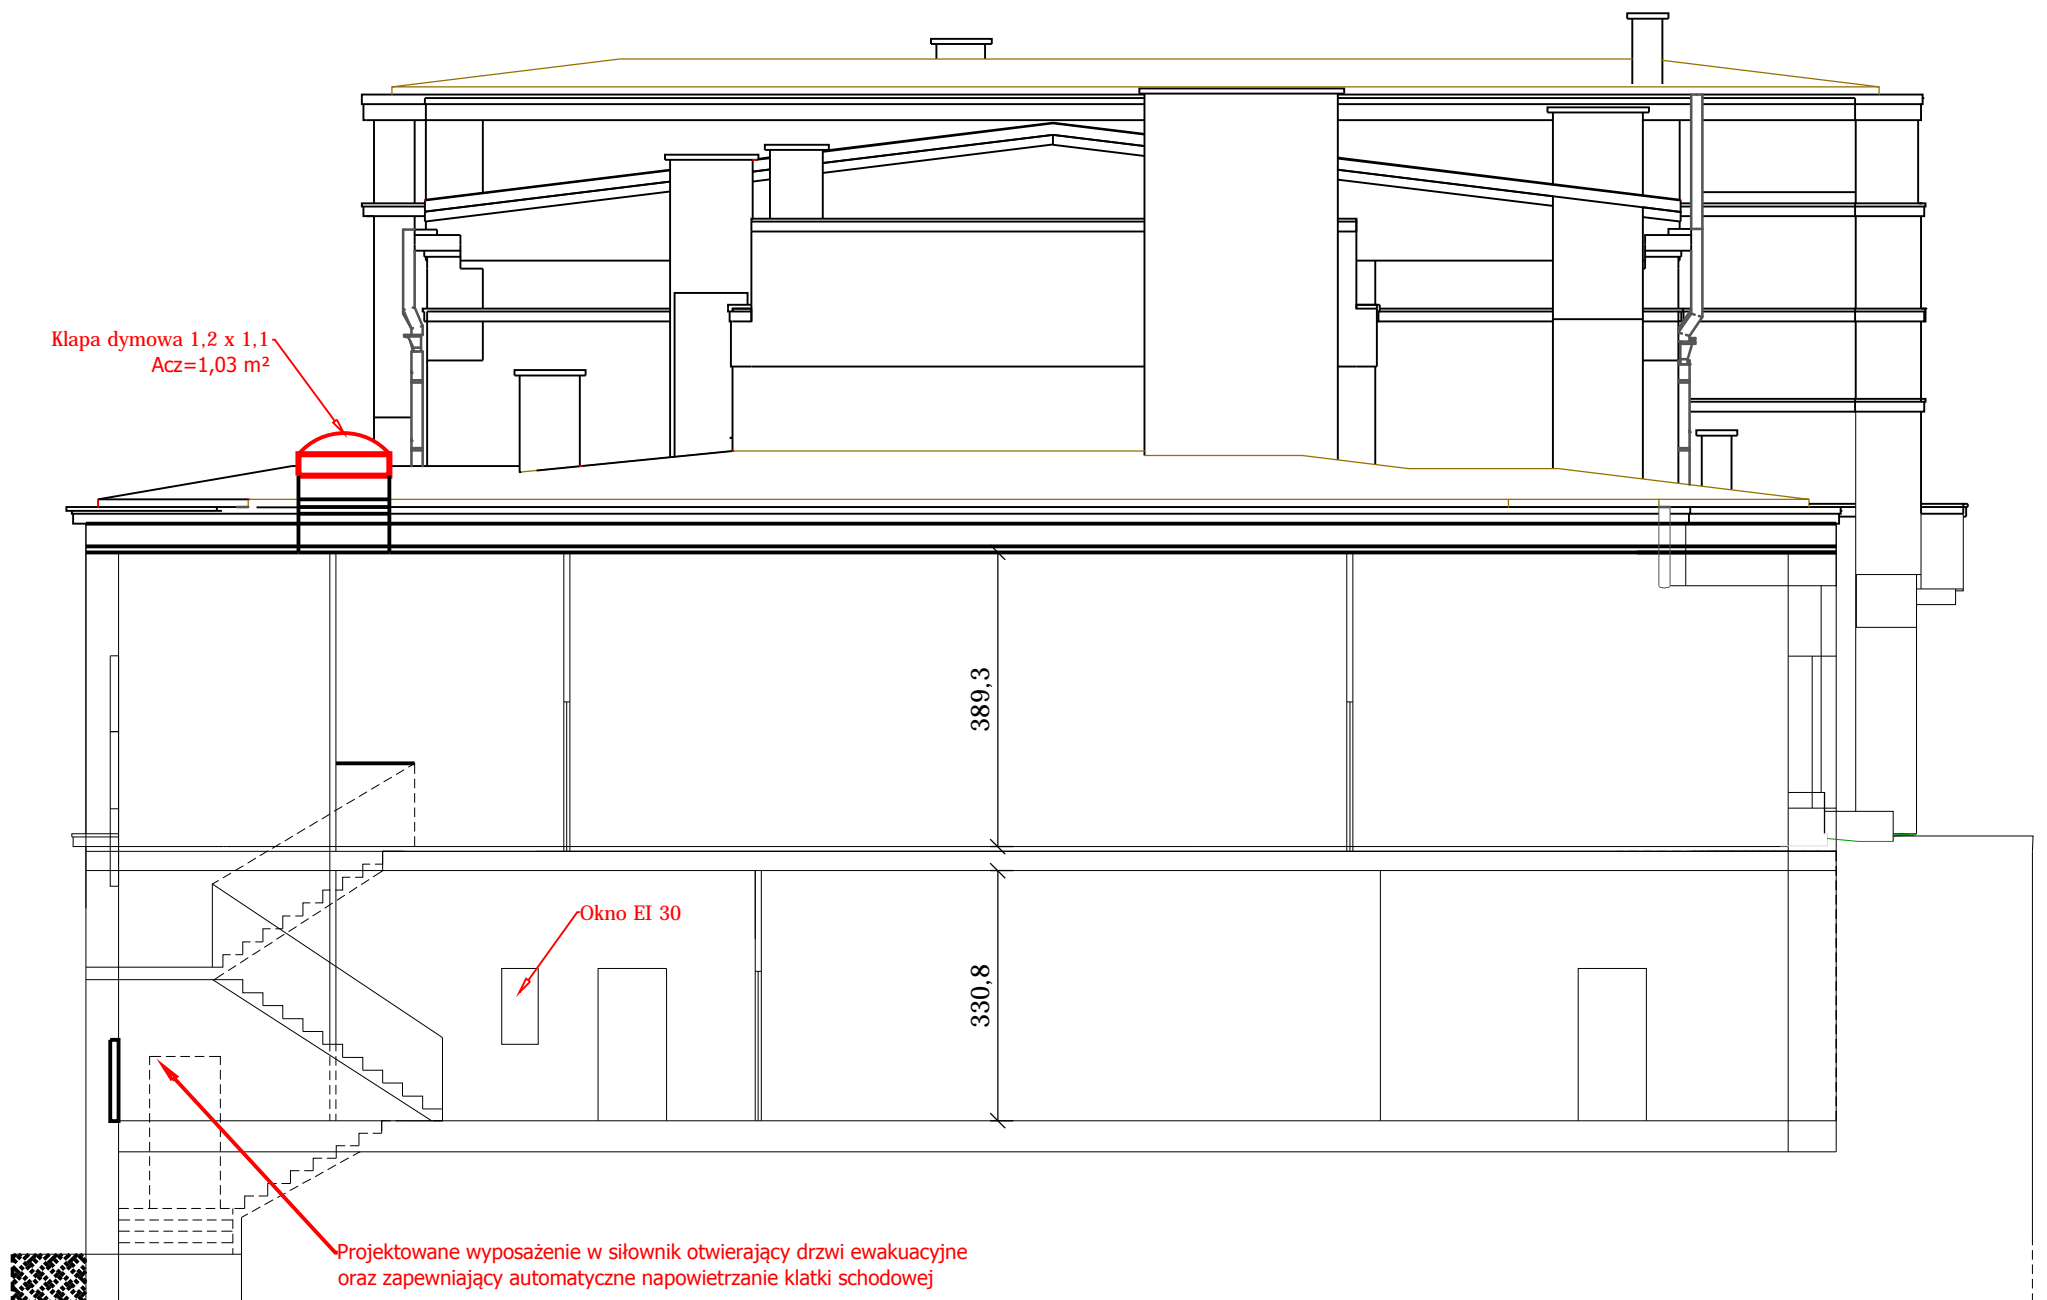 Klapa dymowa 1,2 x 1,1
Acz=1,03 m²
389,3
Okno EI 30
330,8
Projektowane wyposażenie w siłownik otwierający drzwi ewakuacyjne
oraz zapewniający automatyczne napowietrzanie klatki schodowej